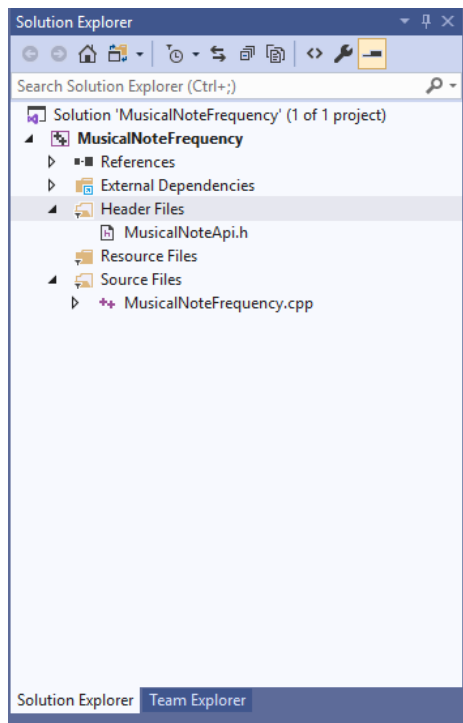 Solution Explorer
Search Solution Explorer (Ctrl+;)
Solution 'MusicalNoteFrequency' (1 of 1 project)
MusicalNoteFrequency
References
External Dependencies
Header Files
MusicalNoteApi.h
Resource Files
Source Files
MusicalNoteFrequency.cpp
Solution Explorer Team Explorer